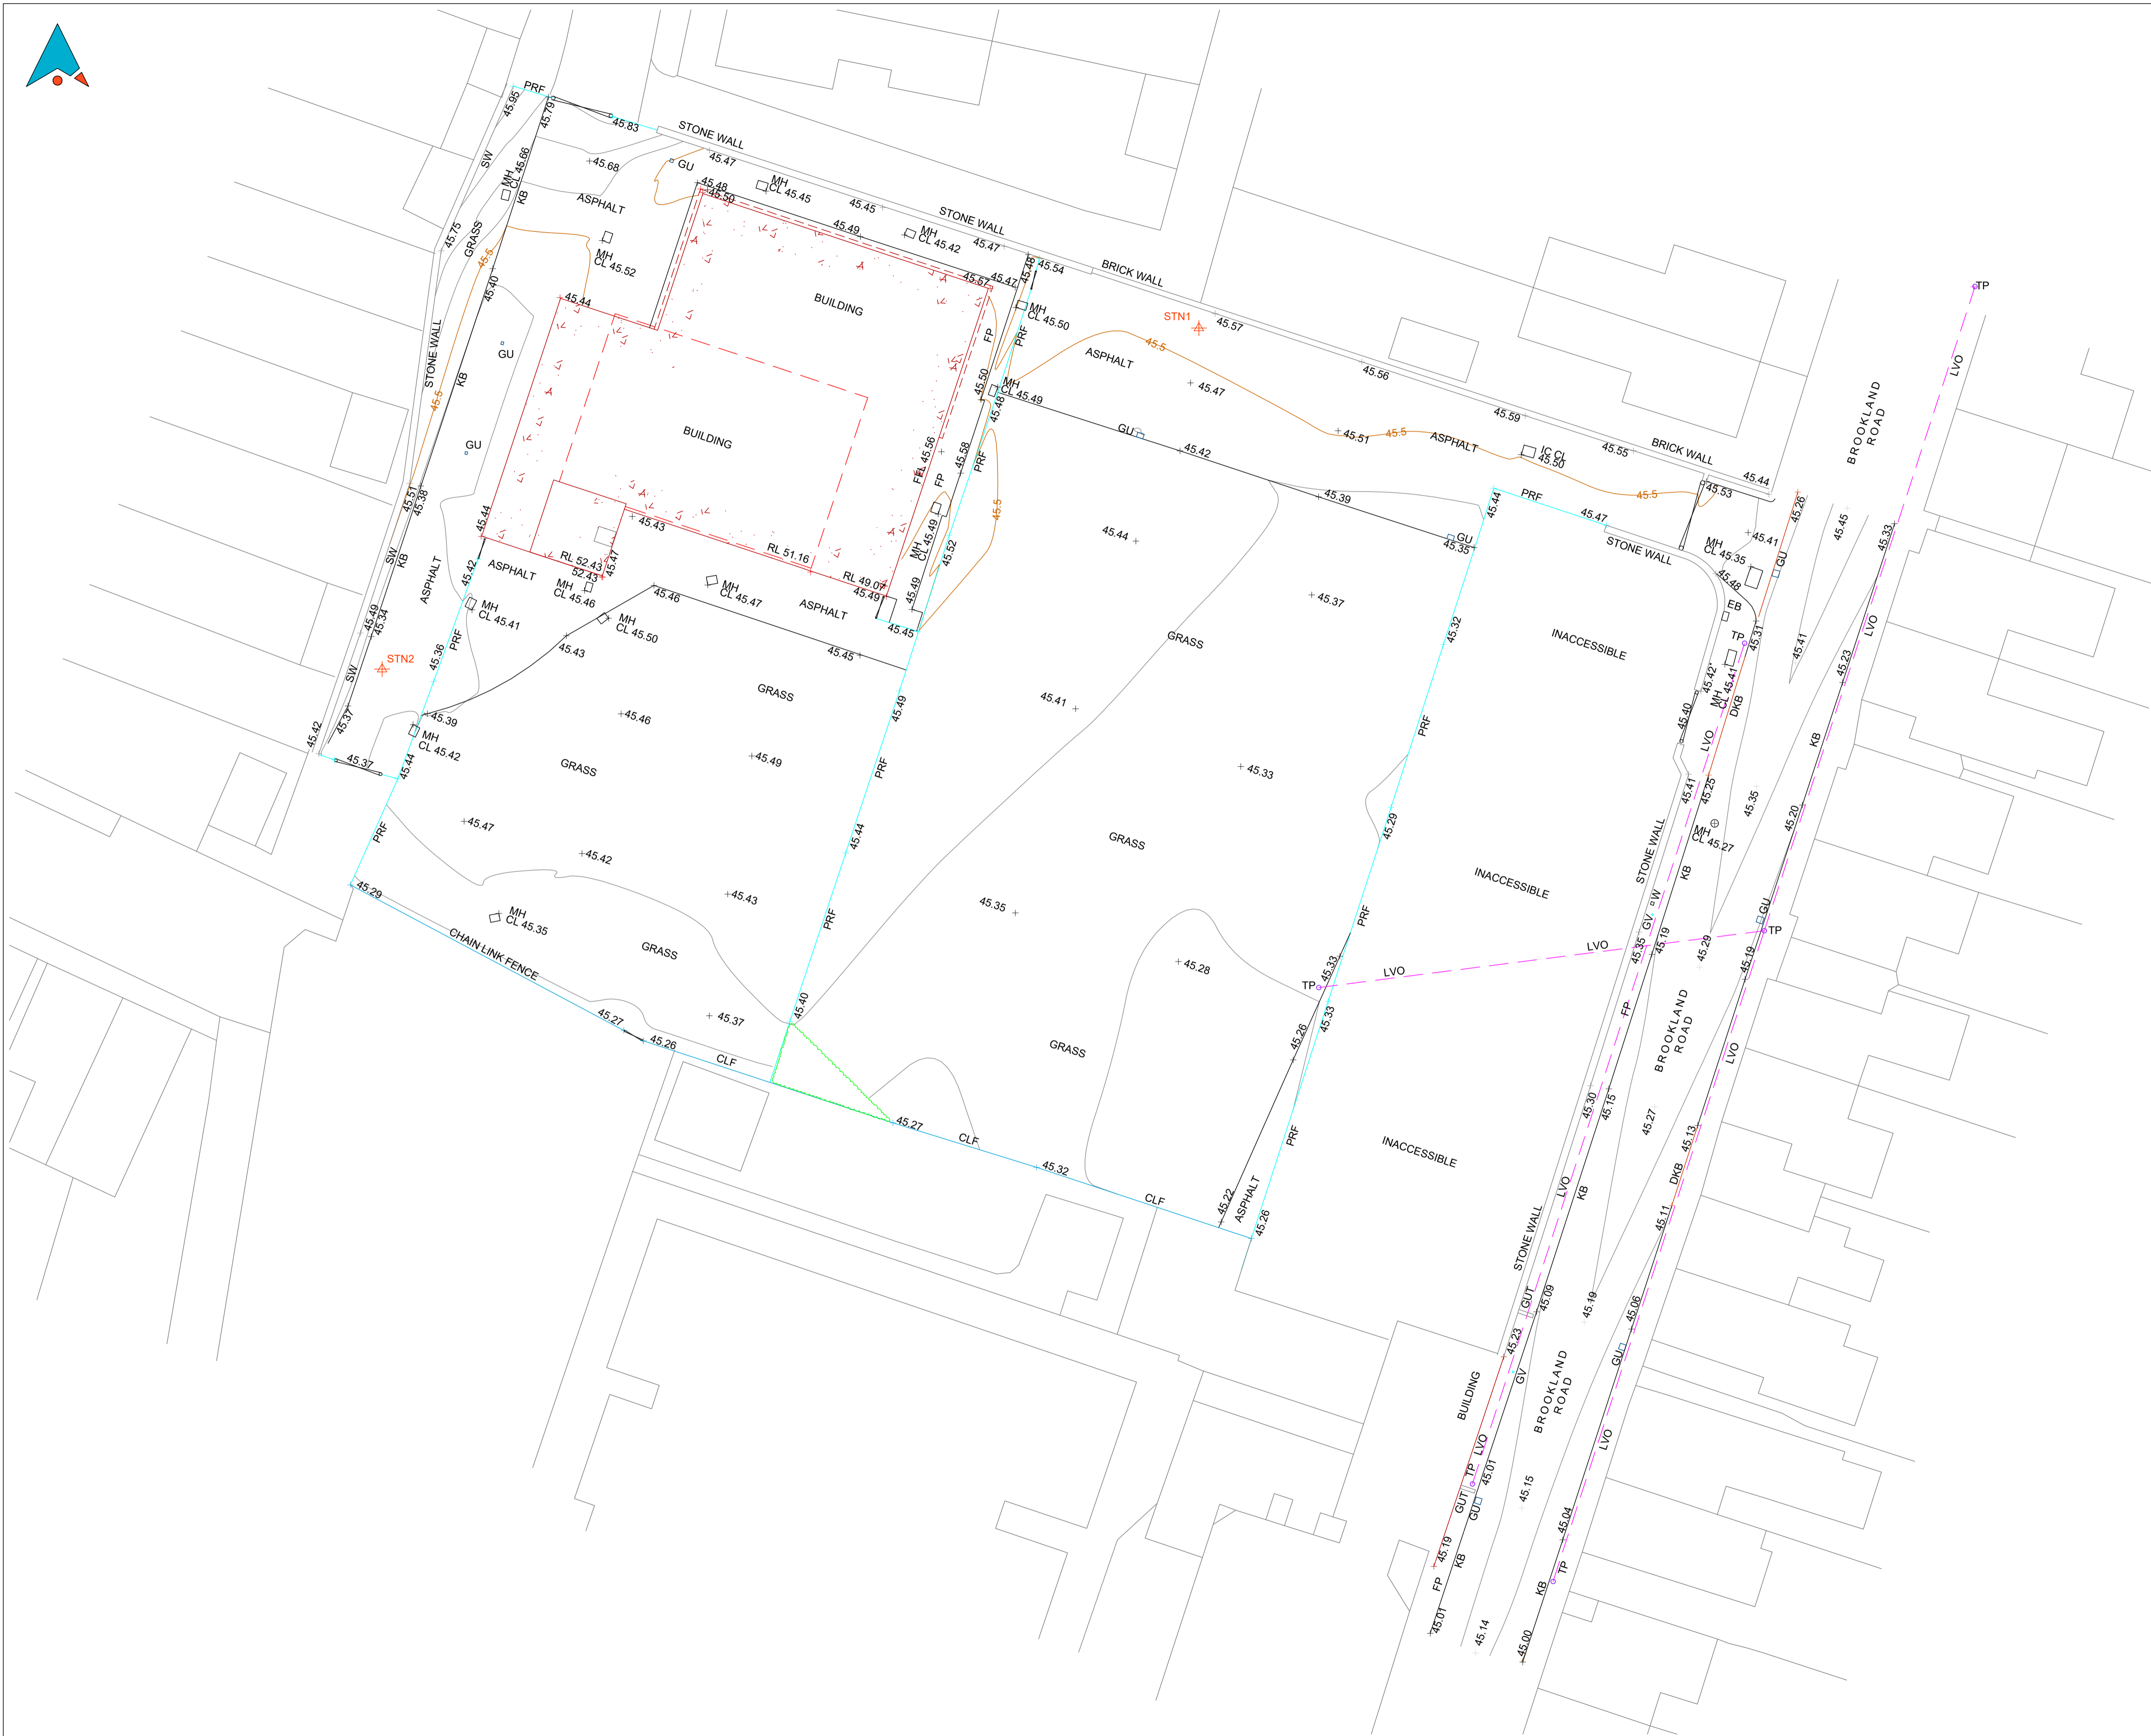 PRF
45.95
45.79
45.83
STONE WALL
45.47
GU
45.68
MH
CL 45.66
SW
KB
ASPHALT
45.48
45.50
MH
CL 45.45
45.45
STONE WALL
45.75
GRASS
45.5
MH
CL 45.52
45.49
MH
CL 45.42
45.47
45.48
45.54
BRICK WALL
45.40
45.44
BUILDING
45.57
45.47
MH
CL 45.50
STN1
45.57
TP
STONE WALL
GU
KB
FP
PRF
ASPHALT
45.5
45.56
LVO
45.5
45.50
MH
CL 45.49
45.48
45.47
45.59
BROOKLAND
ROAD
BUILDING
GU
FFL 45.56
45.58
PRF
GU
45.42
45.51
45.5
ASPHALT
IC CL
45.50
45.55
BRICK WALL
45.44
45.51
45.38
FP
45.5
45.39
45.44
PRF
45.47
45.5
45.53
45.26
45.45
45.33
45.44
45.43
RL 51.16
RL 52.43
52.43
45.47
RL 49.07
MH
CL 45.49
45.52
45.44
GU
45.35
STONE WALL
45.41
MH
CL 45.35
GU
SW
KB
ASPHALT
45.42
ASPHALT
MH
CL 45.46
MH
CL 45.47
45.46
ASPHALT
45.49
45.49
45.45
45.37
45.48
EB
45.31
45.41
LVO
45.49
45.34
MH
CL 45.41
MH
CL 45.50
45.43
45.45
PRF
45.36
GRASS
45.32
INACCESSIBLE
TP
45.42'
MH
CL 45.41
DKB
45.23
STN2
SW
45.37
45.42
45.39
MH
CL 45.42
45.46
GRASS
45.49
45.41
PRF
45.40
LVO
KB
45.37
45.44
GRASS
45.49
PRF
45.33
45.41
45.25
45.35
45.20
PRF
45.47
45.42
45.44
GRASS
45.29
STONE WALL
MH
CL 45.27
KB
45.29
MH
CL 45.35
45.43
PRF
45.35
INACCESSIBLE
W
GV
GU
TP
CHAIN LINK FENCE
GRASS
45.28
PRF
45.33
TP
LVO
LVO
45.35
45.19
45.29
45.19
45.27
45.26
45.37
45.40
45.33
45.26
FP
BROOKLAND
ROAD
LVO
CLF
GRASS
45.27
CLF
45.32
CLF
PRF
INACCESSIBLE
45.30
45.15
45.27
45.13
DKB
45.22
ASPHALT
45.26
LVO
KB
45.11
STONE WALL
GUT
45.09
45.19
45.06
GU
45.23
GV
BUILDING
BROOKLAND
ROAD
LVO
LVO
TP
45.01
GUT
GU
45.15
45.04
TP
45.19
KB
FP
KB
45.01
45.14
45.00